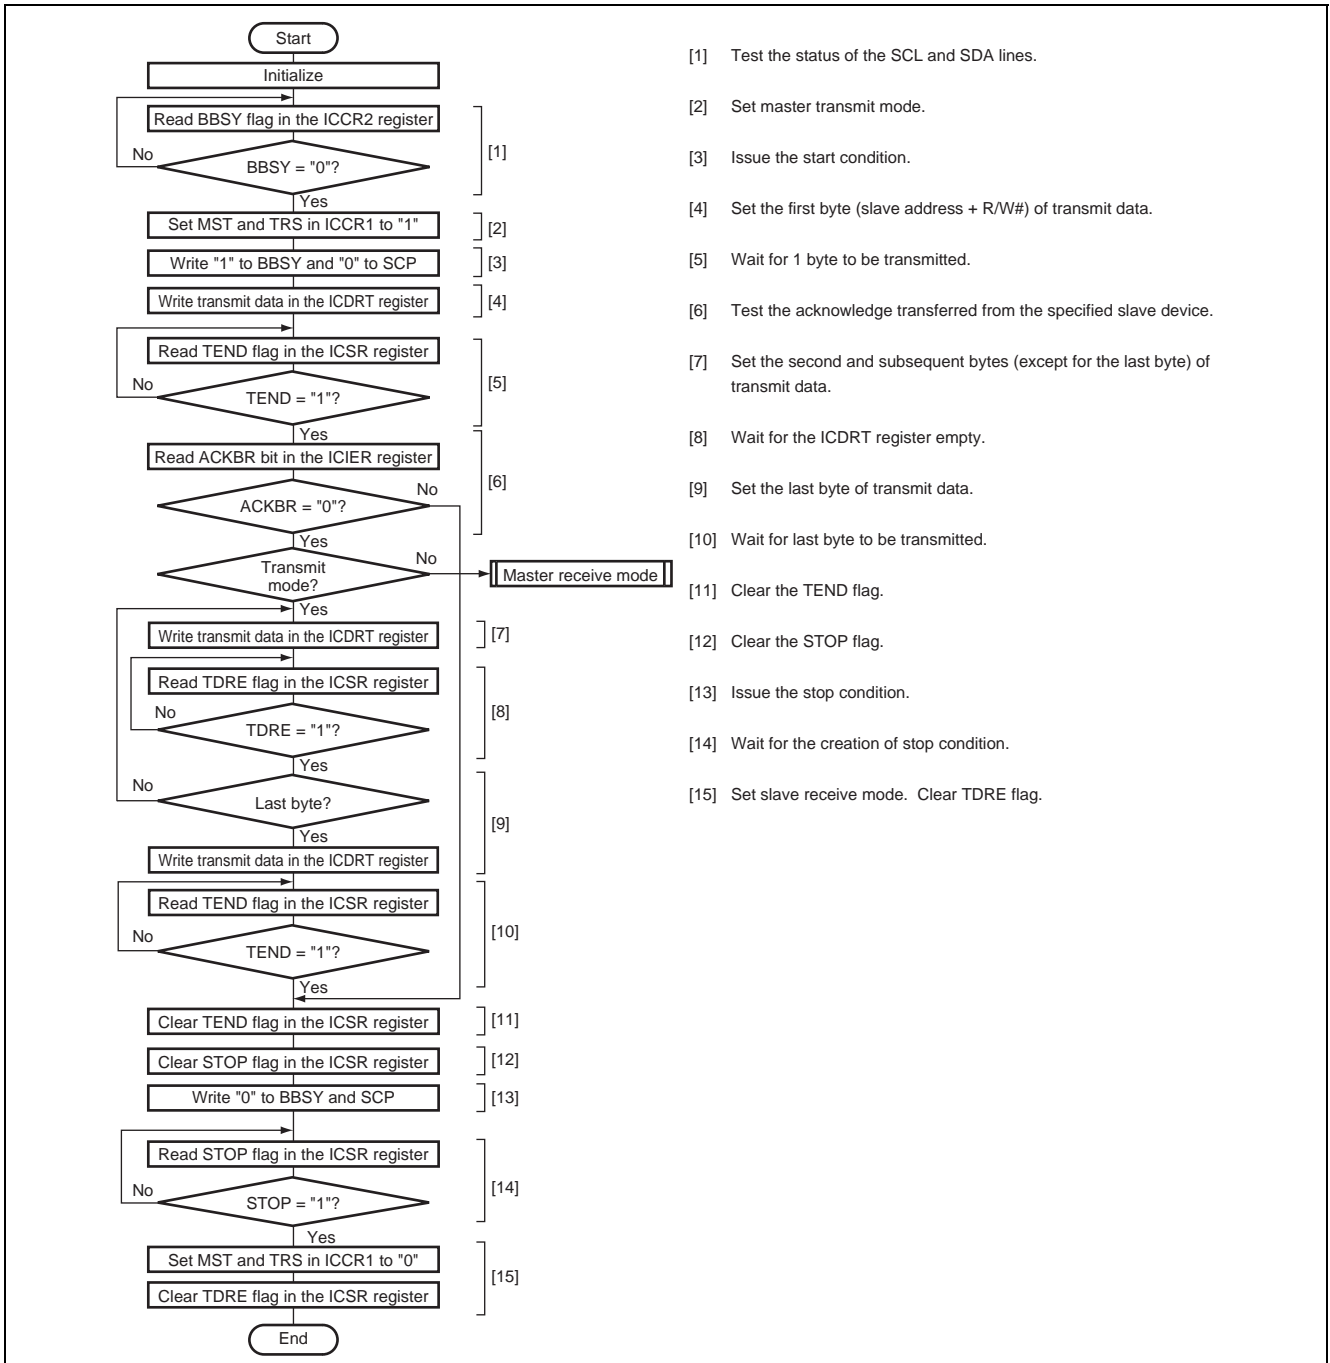 Start
Initialize
Read BBSY flag in the ICCR2 register
No
BBSY = "0"?
[1]
Yes
Set MST and TRS in ICCR1 to "1"
[2]
Write "1" to BBSY and "0" to SCP
[3]
Write transmit data in the ICDRT register
[4]
Read TEND flag in the ICSR register
No
TEND = "1"?
[5]
Yes
Read ACKBR bit in the ICIER register
[6]
No
ACKBR = "0"?
Yes
Transmit
mode?
No
Master receive mode
Yes
Write transmit data in the ICDRT register
[7]
Read TDRE flag in the ICSR register
No
TDRE = "1"?
[8]
Yes
No
Last byte?
[9]
Yes
Write transmit data in the ICDRT register
Read TEND flag in the ICSR register
No
TEND = "1"?
[10]
Yes
Clear TEND flag in the ICSR register
[11]
Clear STOP flag in the ICSR register
[12]
Write "0" to BBSY and SCP
[13]
Read STOP flag in the ICSR register
No
STOP = "1"?
[14]
Yes
Set MST and TRS in ICCR1 to "0"
[15]
Clear TDRE flag in the ICSR register
End
[1] Test the status of the SCL and SDA lines.
[2] Set master transmit mode.
[3] Issue the start condition.
[4] Set the first byte (slave address + R/W#) of transmit data.
[5] Wait for 1 byte to be transmitted.
[6] Test the acknowledge transferred from the specified slave device.
[7] Set the second and subsequent bytes (except for the last byte) of
transmit data.
[8] Wait for the ICDRT register empty.
[9] Set the last byte of transmit data.
[10] Wait for last byte to be transmitted.
[11] Clear the TEND flag.
[12] Clear the STOP flag.
[13] Issue the stop condition.
[14] Wait for the creation of stop condition.
[15] Set slave receive mode. Clear TDRE flag.